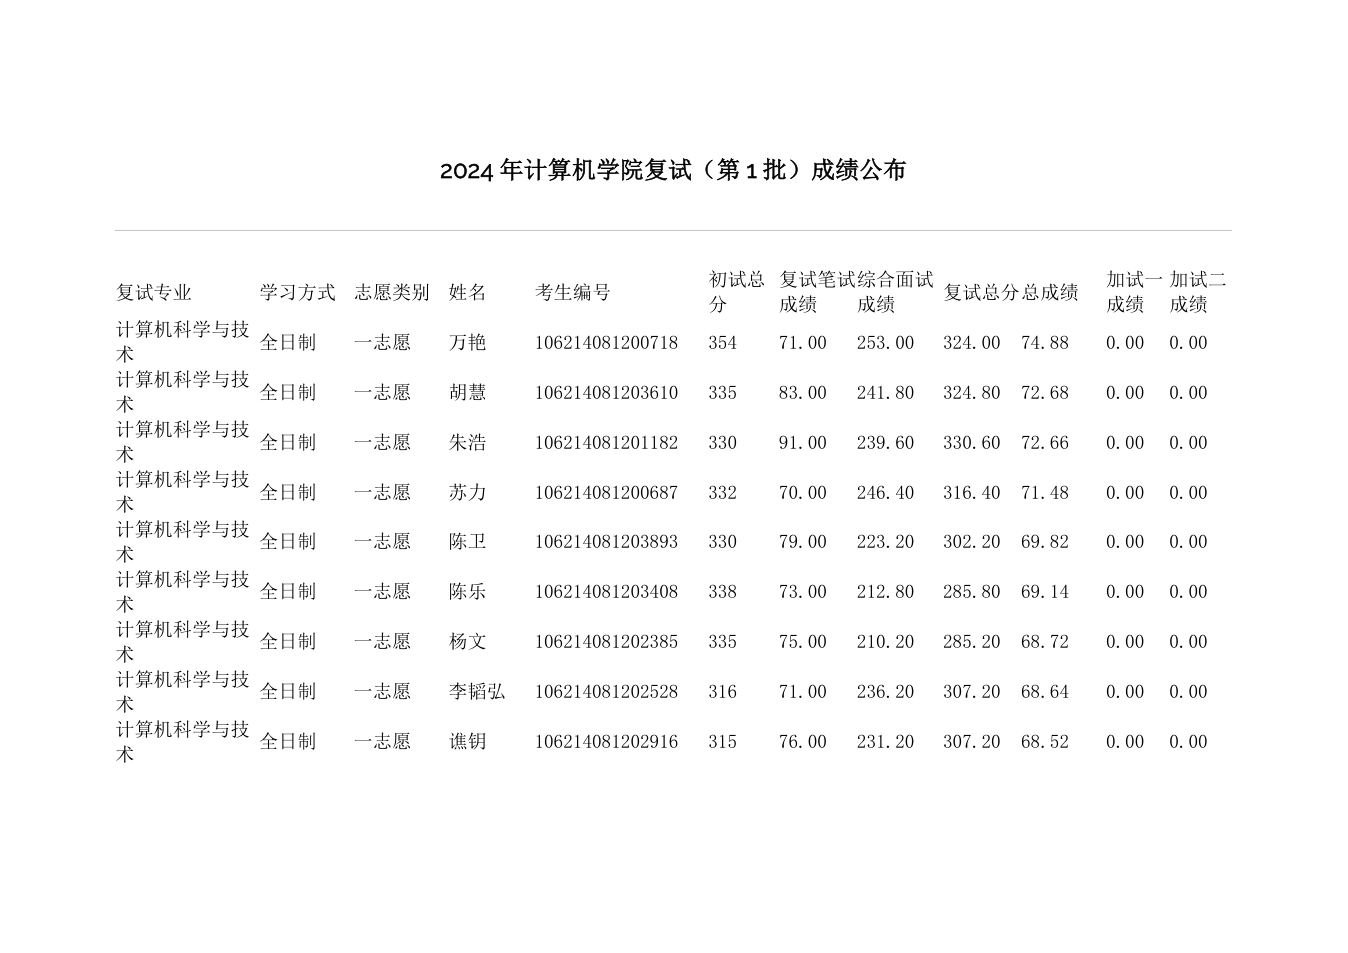 2024 年计算机学院复试（第 1 批）成绩公布
复试专业 学习方式 志愿类别 姓名 考生编号 初试总分 复试笔试成绩 综合面试成绩 复试总分 总成绩 加试一成绩 加试二成绩
计算机科学与技术 全日制 一志愿 万艳 106214081200718 354 71.00 253.00 324.00 74.88 0.00 0.00
计算机科学与技术 全日制 一志愿 胡慧 106214081203610 335 83.00 241.80 324.80 72.68 0.00 0.00
计算机科学与技术 全日制 一志愿 朱浩 106214081201182 330 91.00 239.60 330.60 72.66 0.00 0.00
计算机科学与技术 全日制 一志愿 苏力 106214081200687 332 70.00 246.40 316.40 71.48 0.00 0.00
计算机科学与技术 全日制 一志愿 陈卫 106214081203893 330 79.00 223.20 302.20 69.82 0.00 0.00
计算机科学与技术 全日制 一志愿 陈乐 106214081203408 338 73.00 212.80 285.80 69.14 0.00 0.00
计算机科学与技术 全日制 一志愿 杨文 106214081202385 335 75.00 210.20 285.20 68.72 0.00 0.00
计算机科学与技术 全日制 一志愿 李韬弘 106214081202528 316 71.00 236.20 307.20 68.64 0.00 0.00
计算机科学与技术 全日制 一志愿 谯钥 106214081202916 315 76.00 231.20 307.20 68.52 0.00 0.00